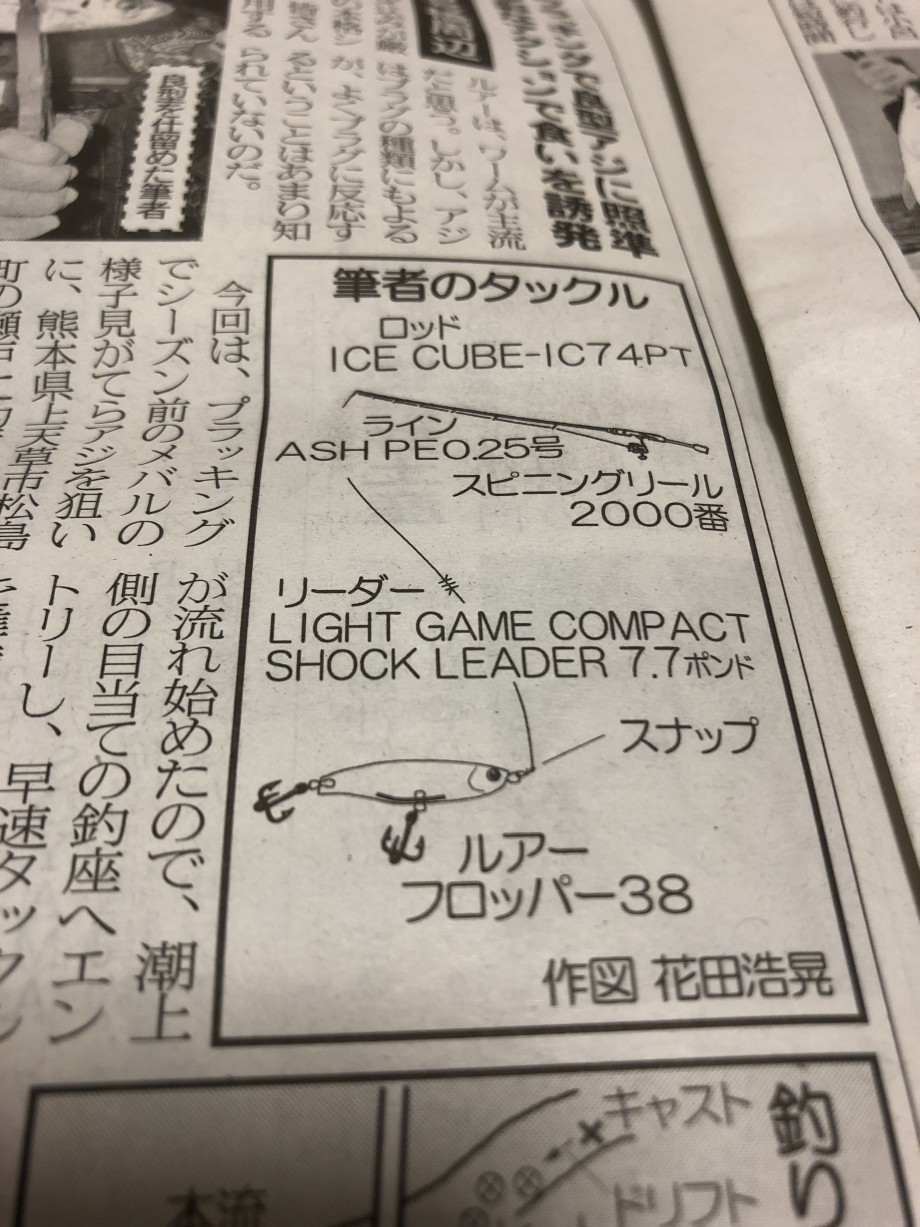 プラッキングで良型アジに照準
アクションで食いを誘発
周辺
ルアーは、ワームが主流
だと思う。しかし、アジ
はプラグの種類にもよる
が、よくプラグに反応す
るということはあまり知
られていないのだ。
良型をを仕留めた筆者
今回は、プラッキング
でシーズン前のメバルの
様子見がてらアジを狙い
に、熊本県上天草市松島
が流れ始めたので、潮上
側の目当ての釣座へエン
トリーし、早速タックル
筆者のタックル
ロッド
ICE CUBE-IC74PT
ライン
ASH PE0.25号
スピニングリール
2000番
リーダー
LIGHT GAME COMPACT
SHOCK LEADER 7.7ポンド
スナップ
ルアー
フロッパー38
作図 花田浩晃
釣り
キャスト
ドリフト
本流